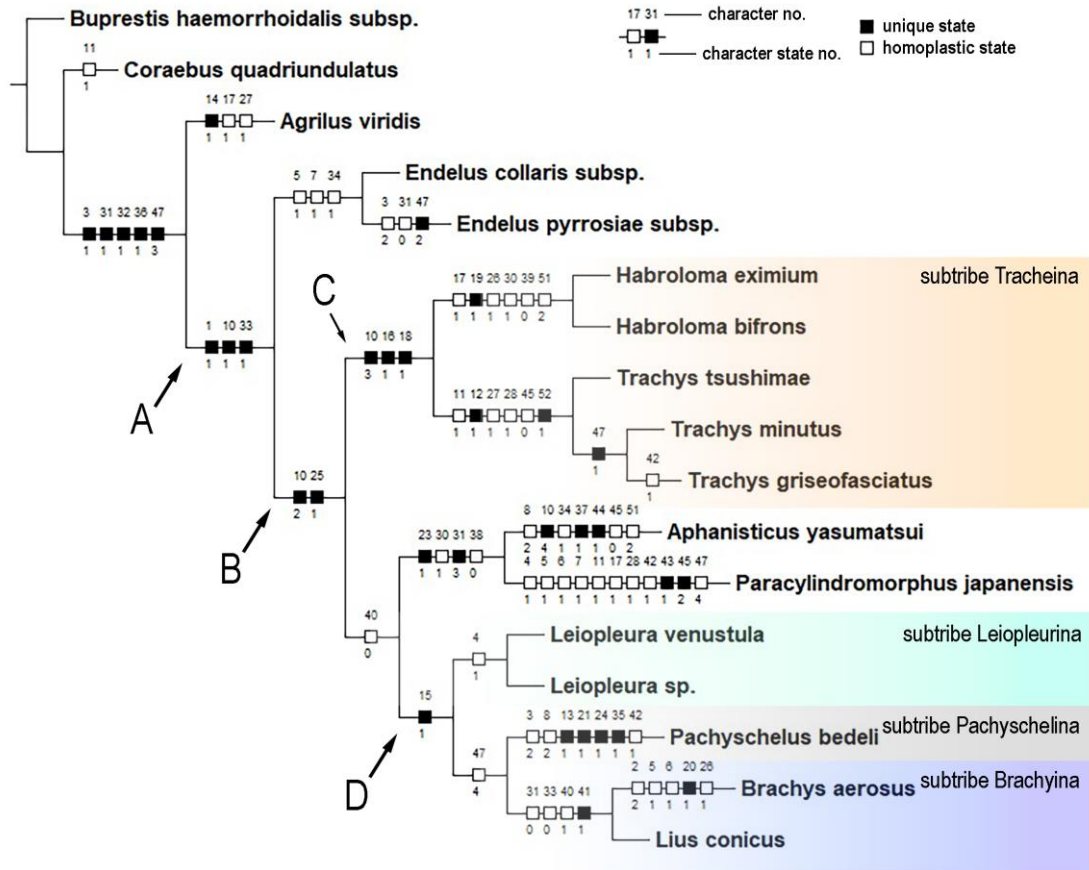 Buprestis haemorrhoidalis subsp.
17 31 character no.
1 1 character state no.
unique state
homoplastic state
11
1
Coraebus quadriundulatus
14 17 27
1 1 1
Agrilus viridis
3 31 32 36 47
1 1 1 1 3
5 7 34
1 1 1
Endelus collaris subsp.
3 31 47
2 0 2
Endelus pyrrosiae subsp.
1 10 33
1 1 1
A
C
17 19 26 30 39 51
1 1 1 1 0 2
Habroloma eximium
subtribe Tracheina
Habroloma bifrons
10 16 18
3 1 1
11 12 27 28 45 52
1 1 1 1 0 1
Trachys tsushimae
47
1
Trachys minutus
42
1
Trachys griseofasciatus
10 25
2 1
B
23 30 31 38
1 1 3 0
8 10 34 37 44 45 51
2 4 1 1 1 0 2
Aphanisticus yasumatsui
4 5 6 7 11 17 28 42 43 45 47
1 1 1 1 1 1 1 1 1 2 4
Paracylindromorphus japanensis
40
0
4
1
Leiopleura venustula
subtribe Leiopleurina
Leiopleura sp.
15
1
D
3 8 13 21 24 35 42
2 2 1 1 1 1 1
Pachyschelus bedeli
subtribe Pachyschelina
47
4
31 33 40 41
0 0 1 1
2 5 6 20 26
2 1 1 1 1
Brachys aerosus
subtribe Brachyina
Lius conicus